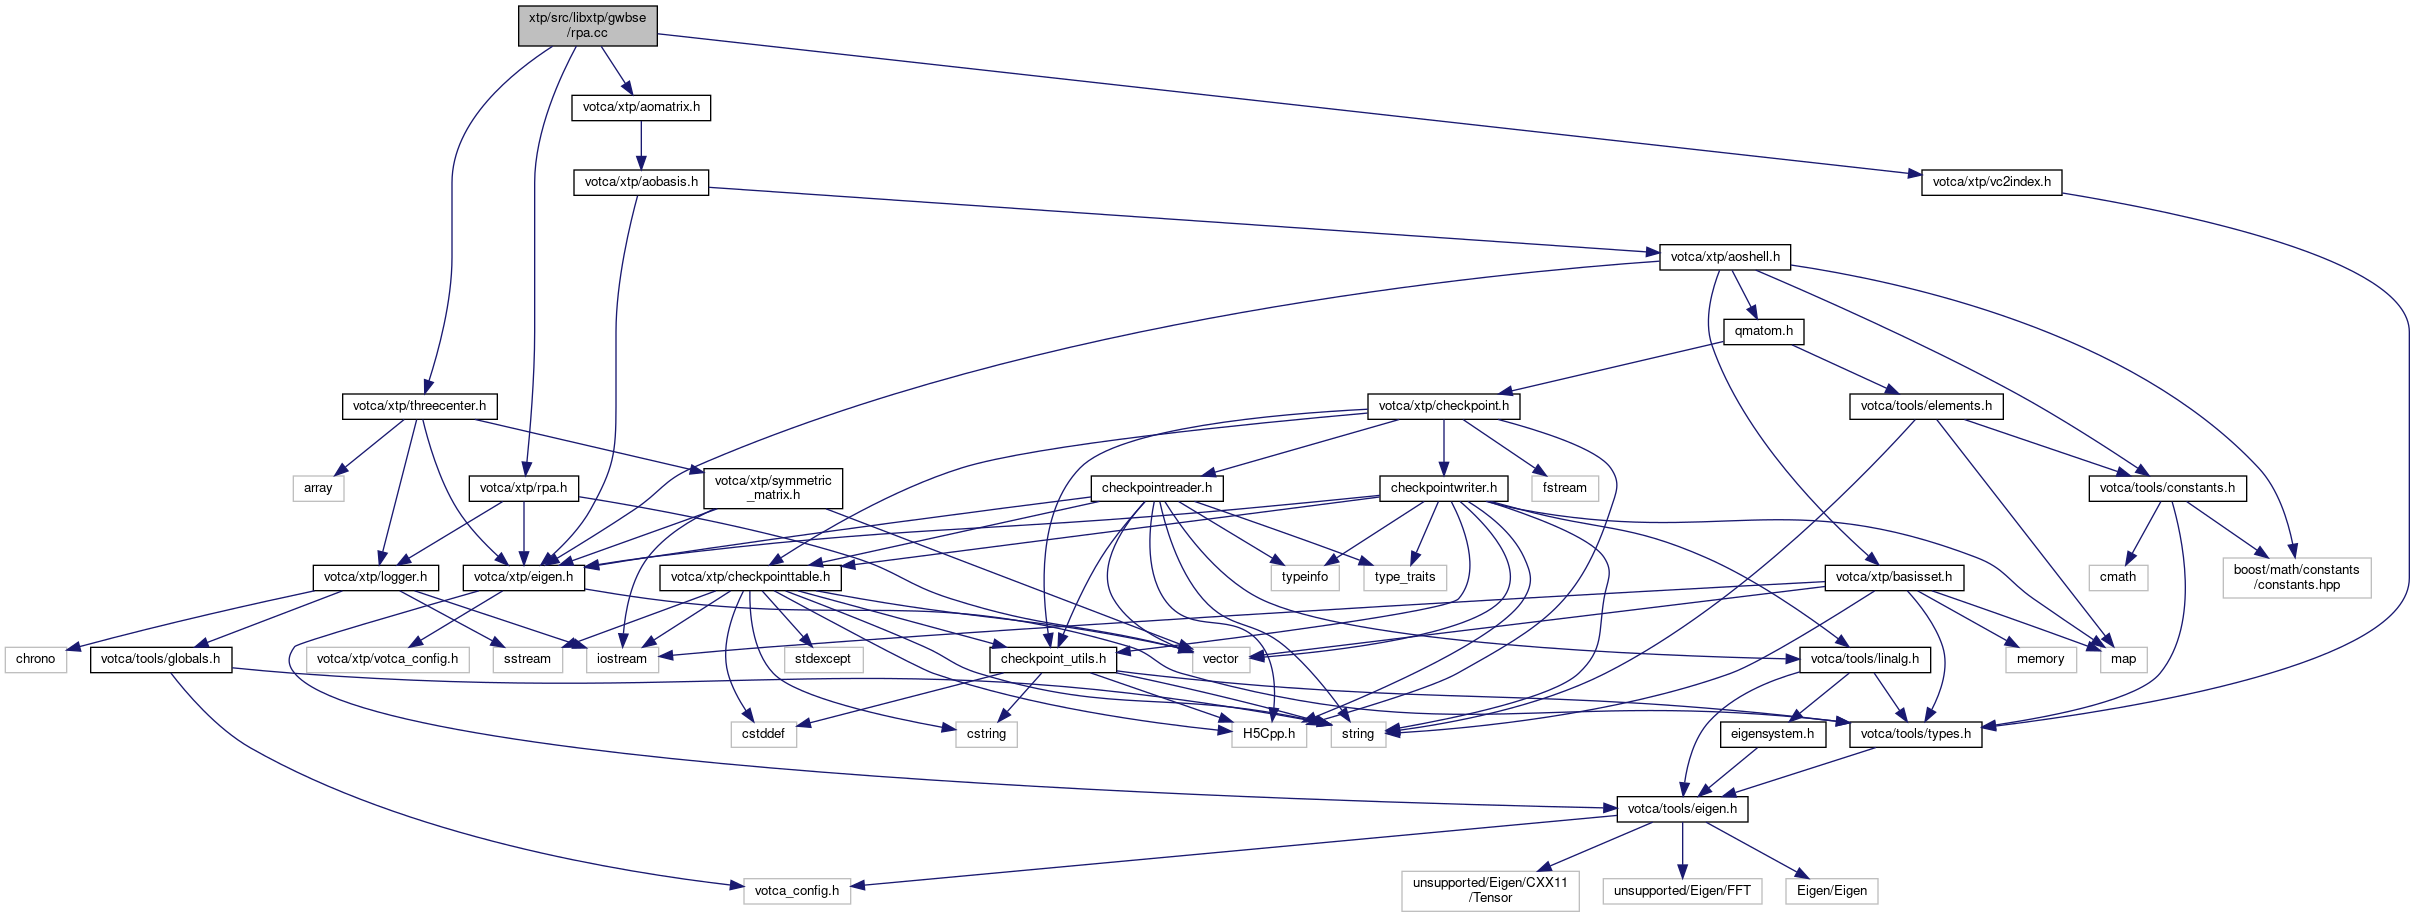 xtp/src/libxtp/gwbse
/rpa.cc
votca/xtp/aomatrix.h
votca/xtp/aobasis.h
votca/xtp/vc2index.h
votca/xtp/aoshell.h
qmatom.h
votca/xtp/threecenter.h
votca/xtp/checkpoint.h
votca/tools/elements.h
array
votca/xtp/rpa.h
votca/xtp/symmetric
_matrix.h
checkpointreader.h
checkpointwriter.h
fstream
votca/tools/constants.h
votca/xtp/logger.h
votca/xtp/eigen.h
votca/xtp/checkpointtable.h
typeinfo
type_traits
votca/xtp/basisset.h
cmath
boost/math/constants
/constants.hpp
chrono
votca/tools/globals.h
votca/xtp/votca_config.h
sstream
iostream
stdexcept
checkpoint_utils.h
vector
votca/tools/linalg.h
memory
map
cstddef
cstring
H5Cpp.h
string
eigensystem.h
votca/tools/types.h
votca/tools/eigen.h
votca_config.h
unsupported/Eigen/CXX11
/Tensor
unsupported/Eigen/FFT
Eigen/Eigen